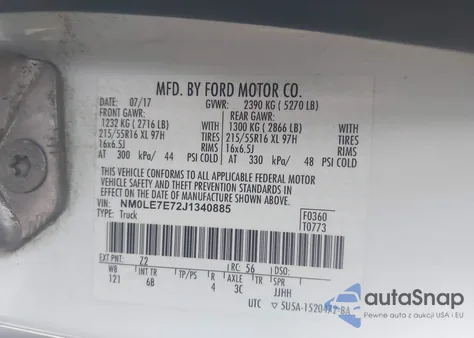 MFD. BY FORD MOTOR CO.
DATE: 07/17 GVWR: 2390 KG ( 5270 LB)
FRONT GAWR: REAR GAWR:
1232 KG ( 2716 LB) 1300 KG ( 2866 LB)
215/55R16 XL 97H TIRES 215/55R16 XL 97H
16x6.5J RIMS 16x6.5J
AT 300 kPa/ 44 PSI COLD AT 330 kPa/ 48 PSI COLD
THIS VEHICLE CONFORMS TO ALL APPLICABLE FEDERAL MOTOR
VEHICLE SAFETY AND THEFT PREVENTION STANDARDS IN
EFFECT ON THE DATE OF MANUFACTURE SHOWN ABOVE.
VIN: NM0LE7E72J1340885 F0360
TYPE: Truck T0773
EXT PNT: Z2 RC: 56 DSO:
WB INT TR TP/PS R AXLE TR SPR
121 6B 4 3C JJHH
UTC ▽ 5U5A-1520472-BA
autoSnap
Pewne auta z aukcji USA i EU